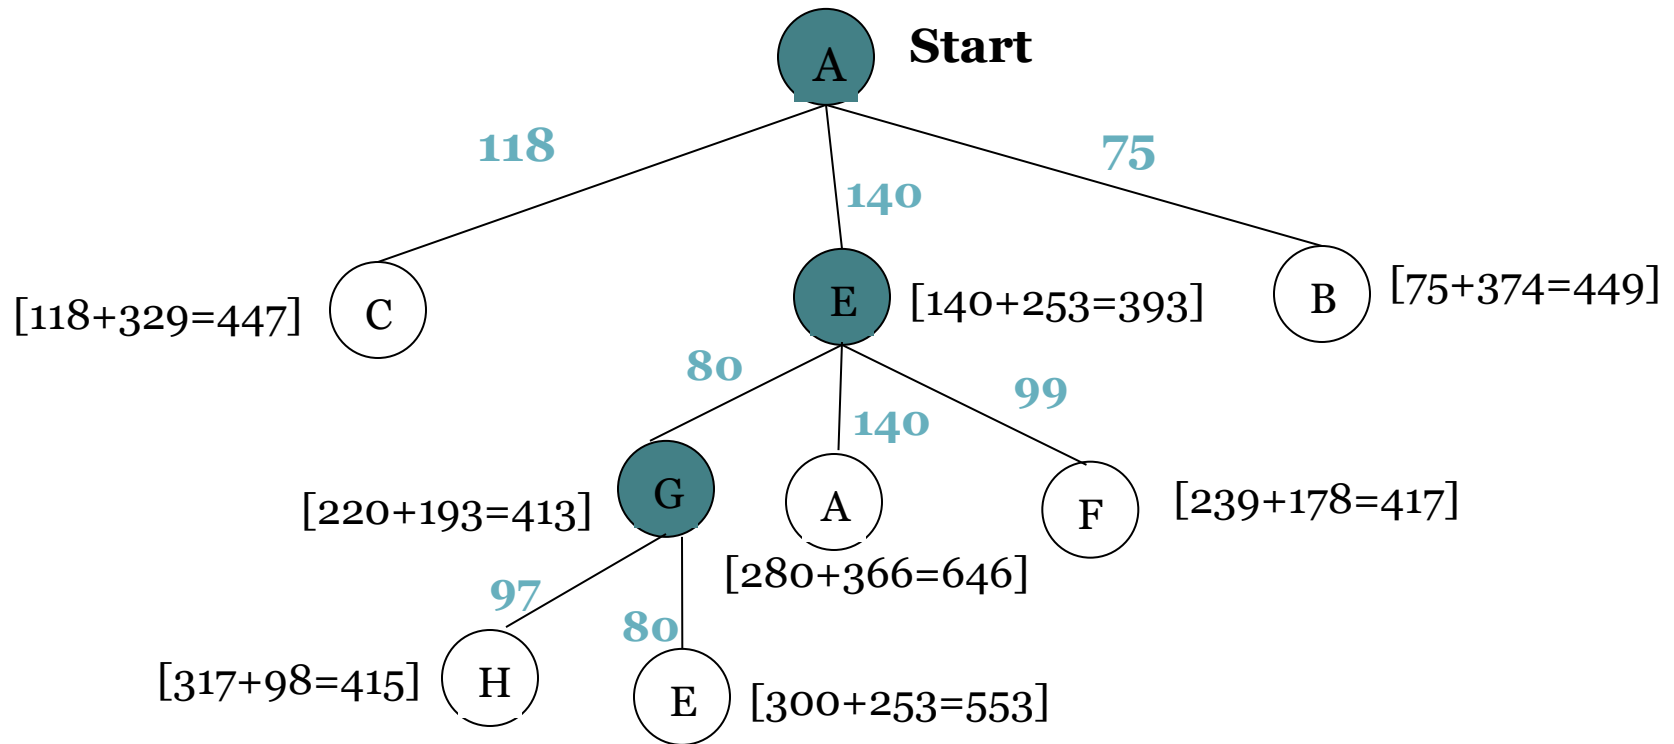 A Start
118
75
140
C
[118+329=447]
E
[140+253=393]
B
[75+374=449]
80
99
140
G
[220+193=413]
A
[280+366=646]
F
[239+178=417]
97
80
H
[317+98=415]
E
[300+253=553]